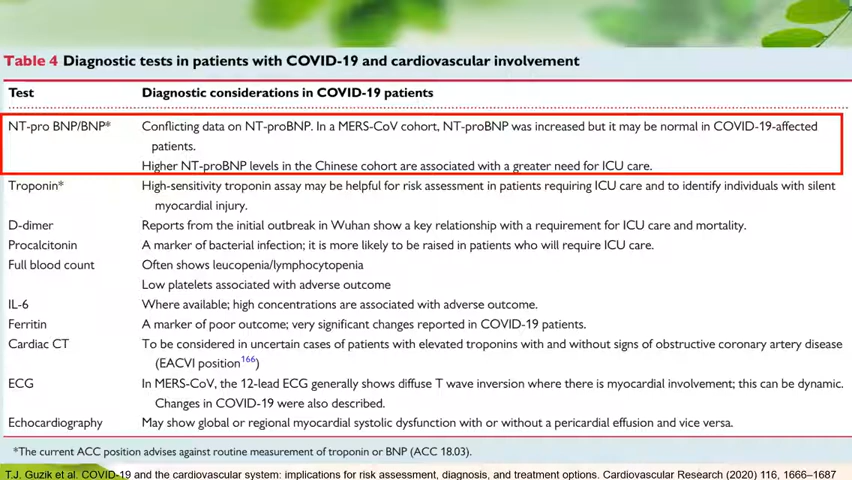 Table 4 Diagnostic tests in patients with COVID-19 and cardiovascular involvement
Test Diagnostic considerations in COVID-19 patients
NT-pro BNP/BNP* Conflicting data on NT-proBNP. In a MERS-CoV cohort, NT-proBNP was increased but it may be normal in COVID-19-affected
patients.
Higher NT-proBNP levels in the Chinese cohort are associated with a greater need for ICU care.
Troponin* High-sensitivity troponin assay may be helpful for risk assessment in patients requiring ICU care and to identify individuals with silent
myocardial injury.
D-dimer Reports from the initial outbreak in Wuhan show a key relationship with a requirement for ICU care and mortality.
Procalcitonin A marker of bacterial infection; it is more likely to be raised in patients who will require ICU care.
Full blood count Often shows leucopenia/lymphocytopenia
Low platelets associated with adverse outcome
IL-6 Where available; high concentrations are associated with adverse outcome.
Ferritin A marker of poor outcome; very significant changes reported in COVID-19 patients.
Cardiac CT To be considered in uncertain cases of patients with elevated troponins with and without signs of obstructive coronary artery disease
(EACVI position166)
ECG In MERS-CoV, the 12-lead ECG generally shows diffuse T wave inversion where there is myocardial involvement; this can be dynamic.
Changes in COVID-19 were also described.
Echocardiography May show global or regional myocardial systolic dysfunction with or without a pericardial effusion and vice versa.
*The current ACC position advises against routine measurement of troponin or BNP (ACC 18.03).
T.J. Guzik et al. COVID-19 and the cardiovascular system: implications for risk assessment, diagnosis, and treatment options. Cardiovascular Research (2020) 116, 1666–1687